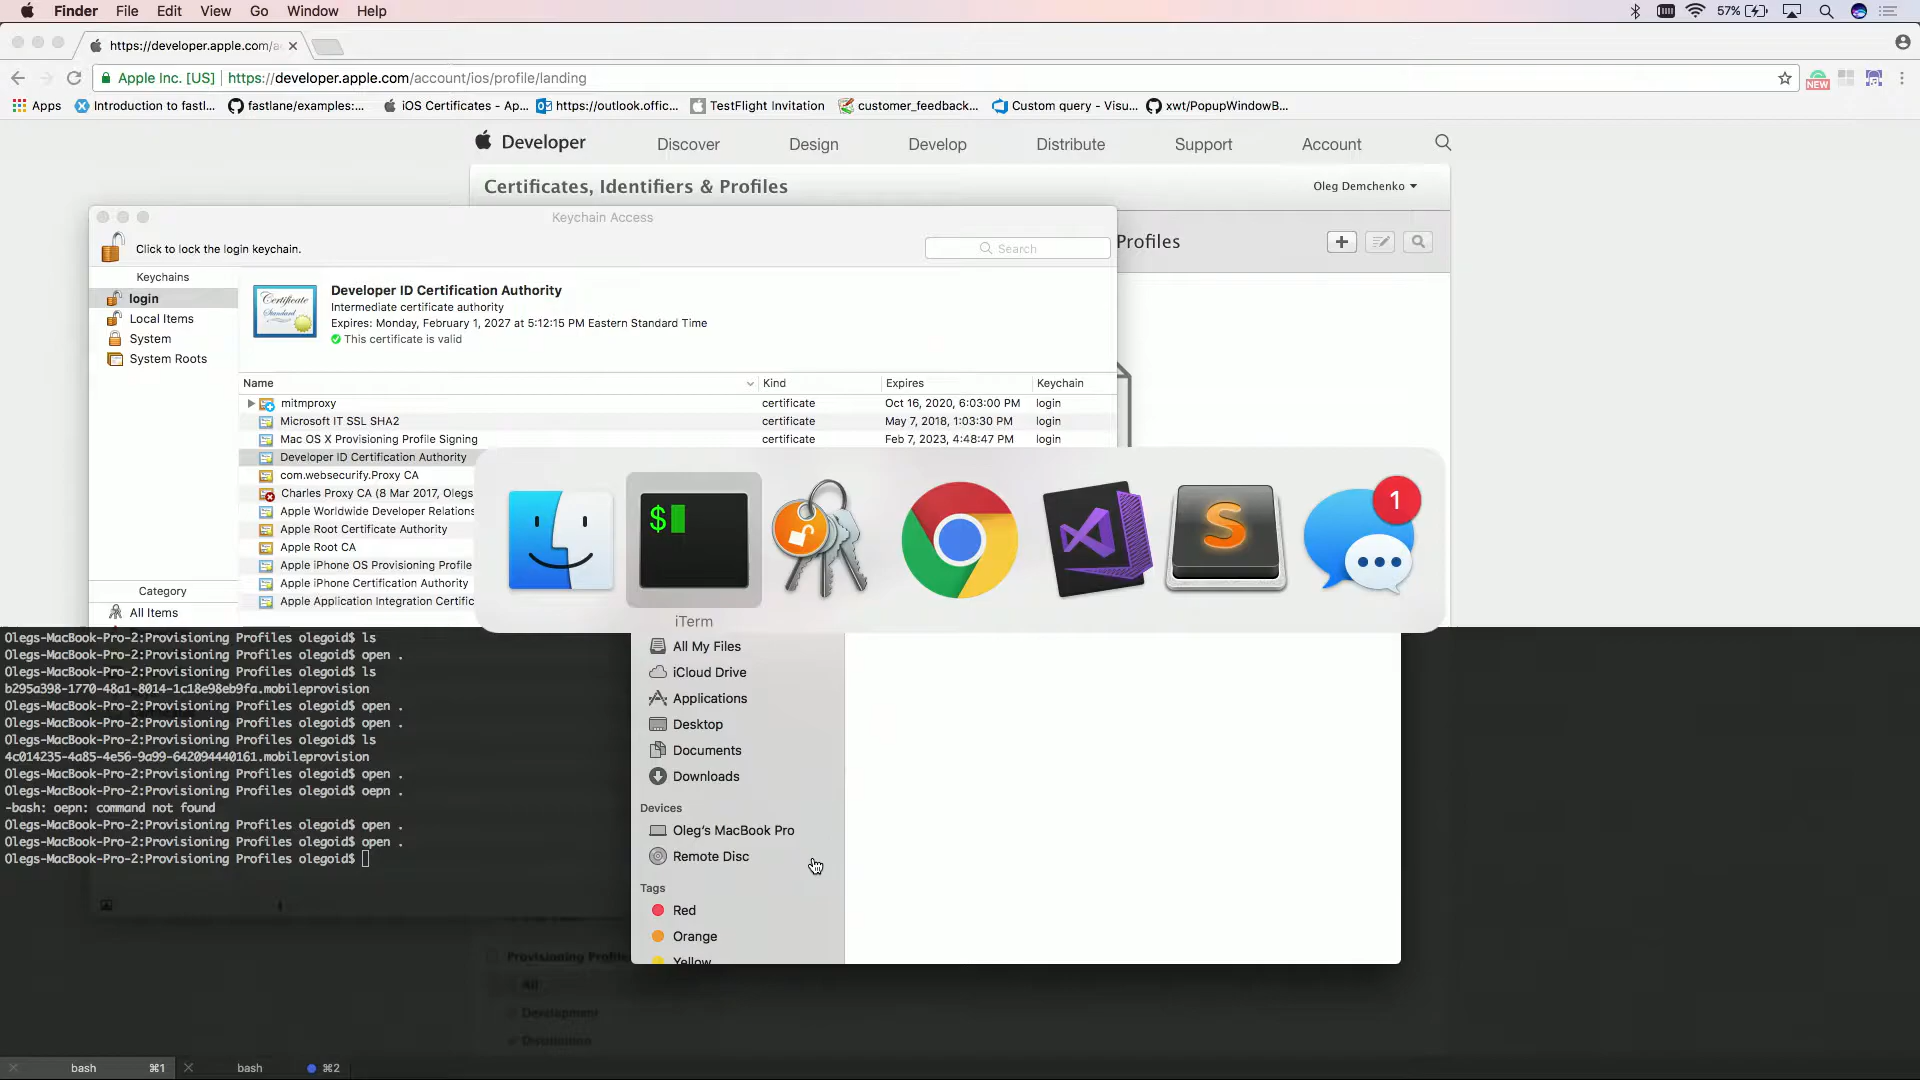 Finder File Edit View Go Window Help 57%
https://developer.apple.com/a
Apple Inc. [US] https://developer.apple.com/account/ios/profile/landing
NEW
Apps Introduction to fastl... fastlane/examples:... iOS Certificates - Ap... https://outlook.offic... TestFlight Invitation customer_feedback... Custom query - Visu... xwt/PopupWindowB...
Developer Discover Design Develop Distribute Support Account
Certificates, Identifiers & Profiles Oleg Demchenko
Keychain Access
Click to lock the login keychain. Search
Profiles
Keychains
login
Local Items
System
System Roots
Certificate
Standard
Developer ID Certification Authority
Intermediate certificate authority
Expires: Monday, February 1, 2027 at 5:12:15 PM Eastern Standard Time
This certificate is valid
Name Kind Expires Keychain
mitmproxy certificate Oct 16, 2020, 6:03:00 PM login
Microsoft IT SSL SHA2 certificate May 7, 2018, 1:03:30 PM login
Mac OS X Provisioning Profile Signing certificate Feb 7, 2023, 4:48:47 PM login
Developer ID Certification Authority
com.websecurify.Proxy CA
Charles Proxy CA (8 Mar 2017, Olegs
Apple Worldwide Developer Relations
Apple Root Certificate Authority
Apple Root CA
Apple iPhone OS Provisioning Profile
Apple iPhone Certification Authority
Apple Application Integration Certific
Category
All Items
$
S
1
iTerm
All My Files
iCloud Drive
Applications
Desktop
Documents
Downloads
Devices
Oleg's MacBook Pro
Remote Disc
Tags
Red
Orange
Yellow
Olegs-MacBook-Pro-2:Provisioning Profiles olegoid$ ls
Olegs-MacBook-Pro-2:Provisioning Profiles olegoid$ open .
Olegs-MacBook-Pro-2:Provisioning Profiles olegoid$ ls
b295a398-1770-48a1-8014-1c18e98eb9fa.mobileprovision
Olegs-MacBook-Pro-2:Provisioning Profiles olegoid$ open .
Olegs-MacBook-Pro-2:Provisioning Profiles olegoid$ open .
Olegs-MacBook-Pro-2:Provisioning Profiles olegoid$ ls
4c014235-4a85-4e56-9a99-642094440161.mobileprovision
Olegs-MacBook-Pro-2:Provisioning Profiles olegoid$ open .
Olegs-MacBook-Pro-2:Provisioning Profiles olegoid$ oepn .
-bash: oepn: command not found
Olegs-MacBook-Pro-2:Provisioning Profiles olegoid$ open .
Olegs-MacBook-Pro-2:Provisioning Profiles olegoid$ open .
Olegs-MacBook-Pro-2:Provisioning Profiles olegoid$
Provisioning Profile
All
Development
Distribution
bash ⌘1 bash ⌘2